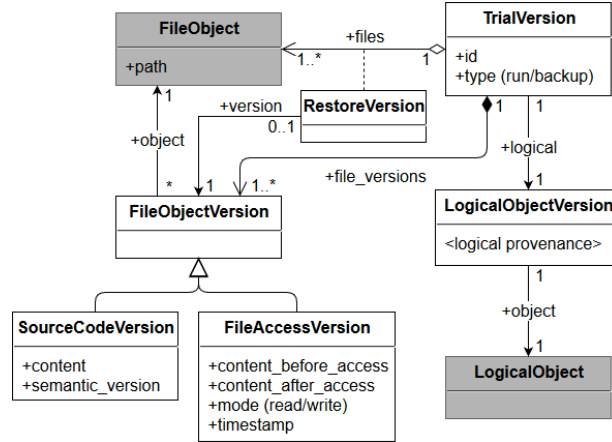 FileObject
+path
+files
1..*
1
TrialVersion
+id
+type (run/backup)
RestoreVersion
+version
0..1
1
+object
*
1
1..*
1
+file_versions
1
+logical
1
FileObjectVersion
LogicalObjectVersion
<logical provenance>
1
+object
1
SourceCodeVersion
+content
+semantic_version
FileAccessVersion
+content_before_access
+content_after_access
+mode (read/write)
+timestamp
LogicalObject